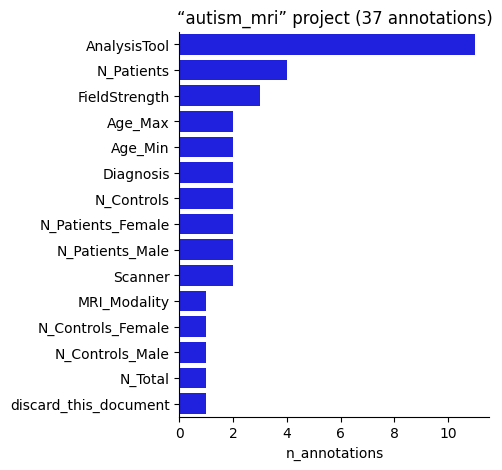 “autism_mri” project (37 annotations)
AnalysisTool
N_Patients
FieldStrength
Age_Max
Age_Min
Diagnosis
N_Controls
N_Patients_Female
N_Patients_Male
Scanner
MRI_Modality
N_Controls_Female
N_Controls_Male
N_Total
discard_this_document
0 2 4 6 8 10
n_annotations